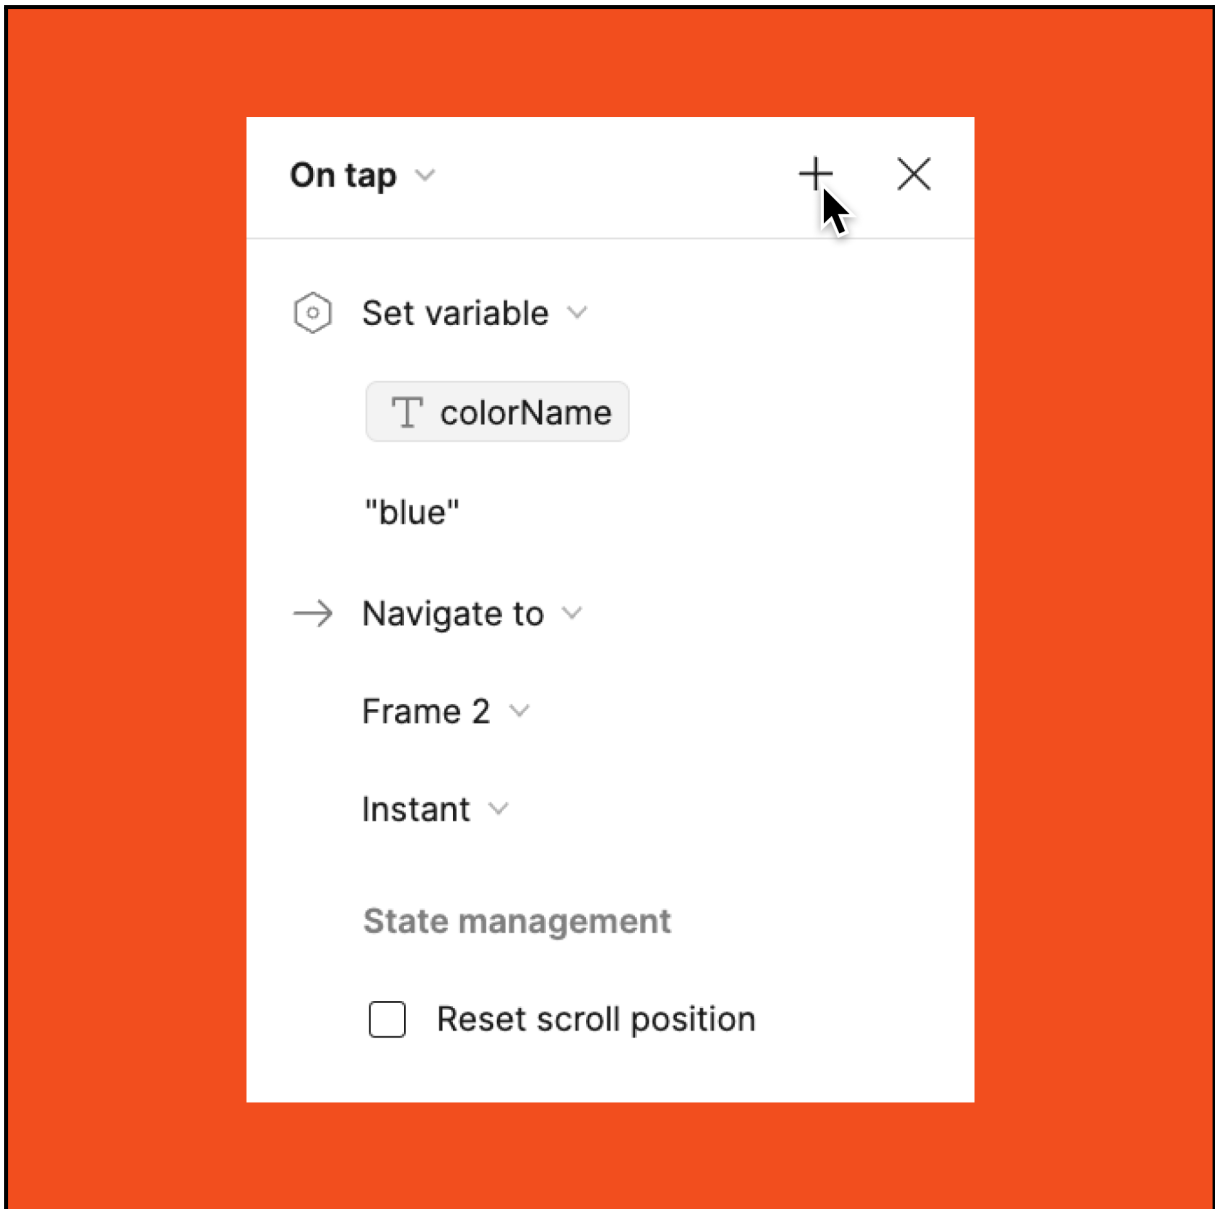 On tap
Set variable
colorName
"blue"
Navigate to
Frame 2
Instant
State management
Reset scroll position